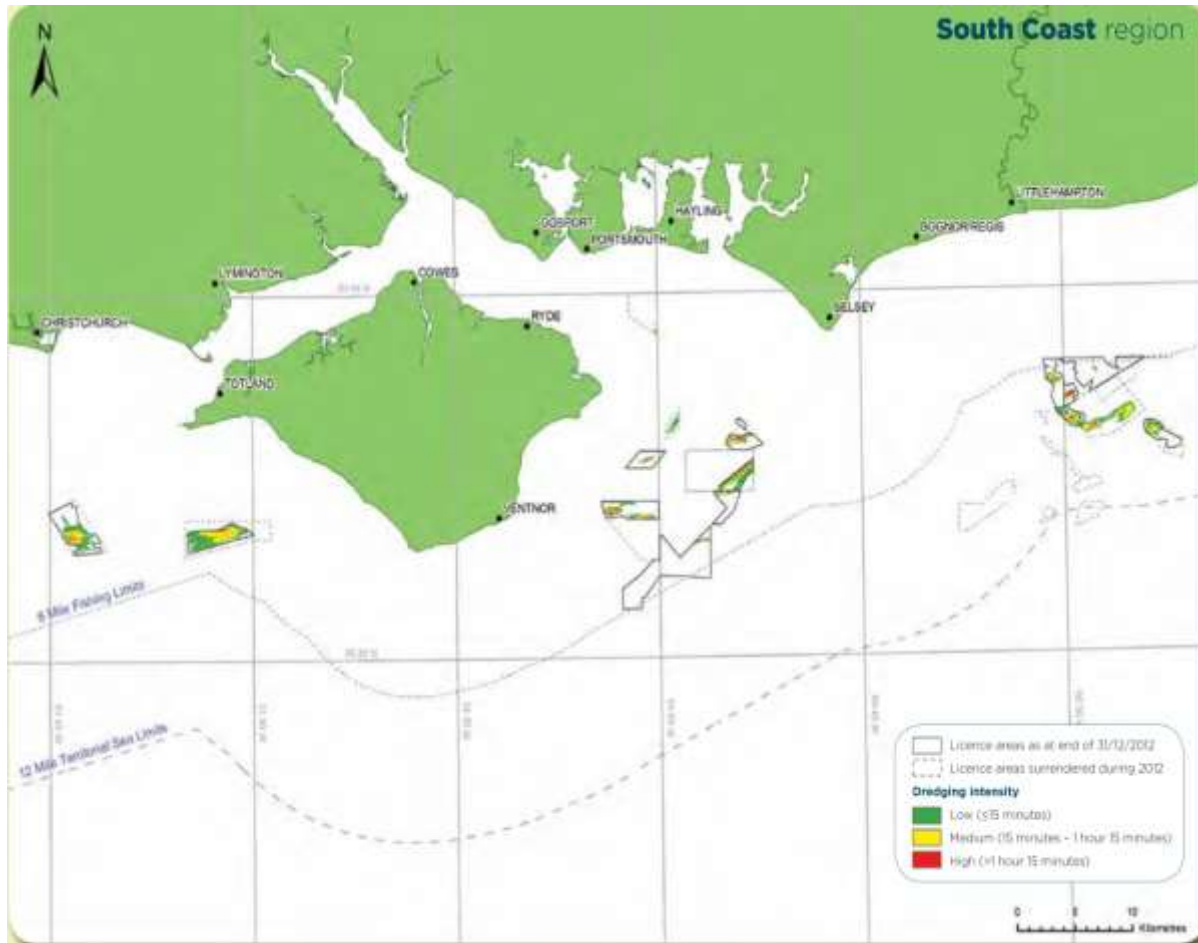 South Coast region
N
LITTLEHAMPTON
HAYLING
GOSPORT
BOGNOR REGIS
PORTSMOUTH
LYMINGTON
COWES
SELSEY
RYDE
CHRISTCHURCH
TOTLAND
VENTNOR
6 Mile Fishing Limits
12 Mile Territorial Sea Limits
Licence areas as at end of 31/12/2012
Licence areas surrendered during 2012
Dredging intensity
Low (≤15 minutes)
Medium (15 minutes - 1 hour 15 minutes)
High (>1 hour 15 minutes)
0 5 10
Kilometres